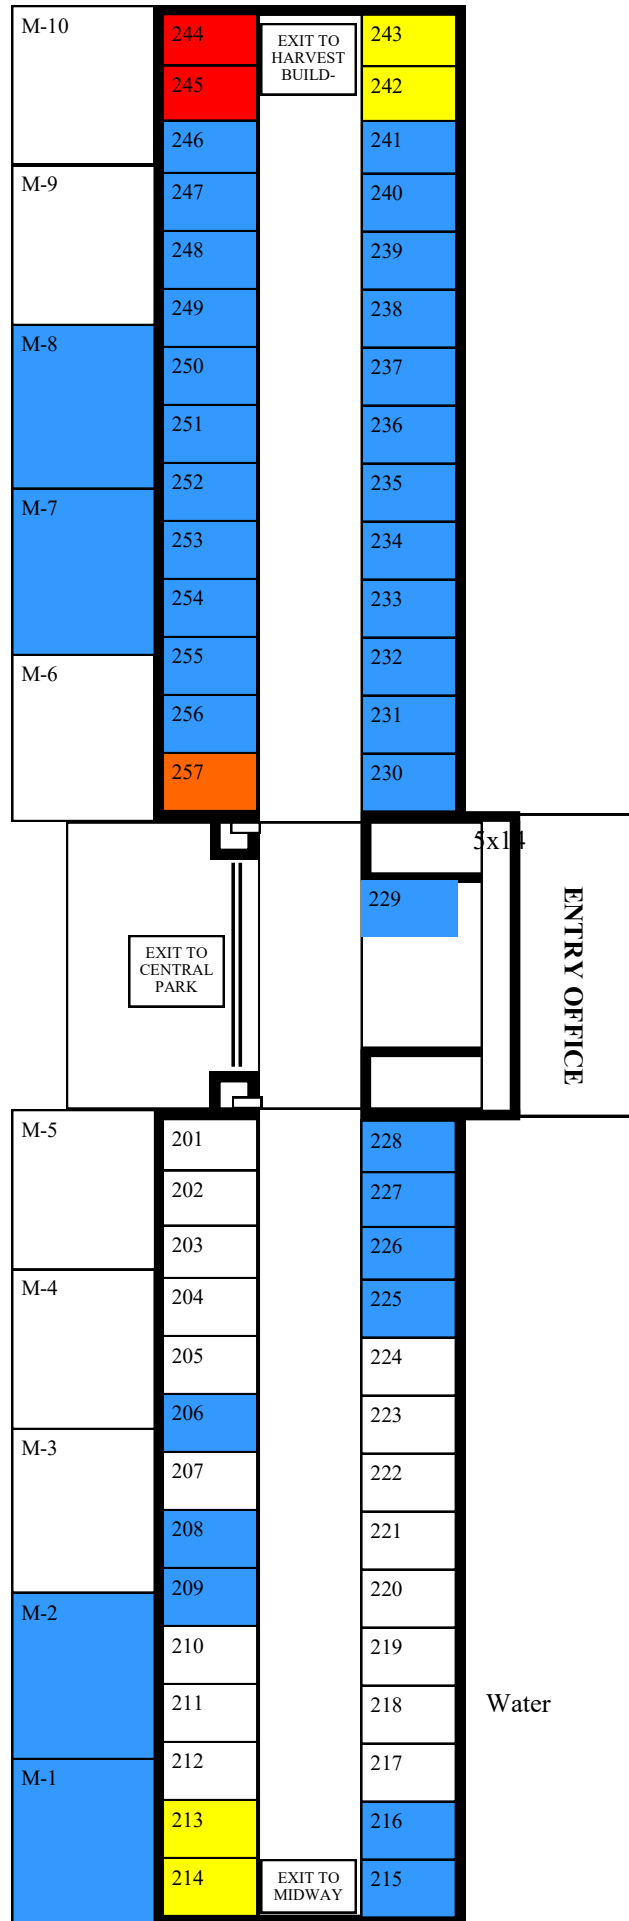 M-10
244
EXIT TO
HARVEST
BUILD-
243
245
242
246
241
M-9
247
240
248
239
249
238
M-8
250
237
251
236
252
235
M-7
253
234
254
233
255
232
M-6
256
231
257
230
5x14
229
ENTRY OFFICE
EXIT TO
CENTRAL
PARK
M-5
201
228
202
227
203
226
M-4
204
225
205
224
206
223
M-3
207
222
208
221
209
220
M-2
210
219
211
218
Water
212
217
M-1
213
216
214
EXIT TO
MIDWAY
215